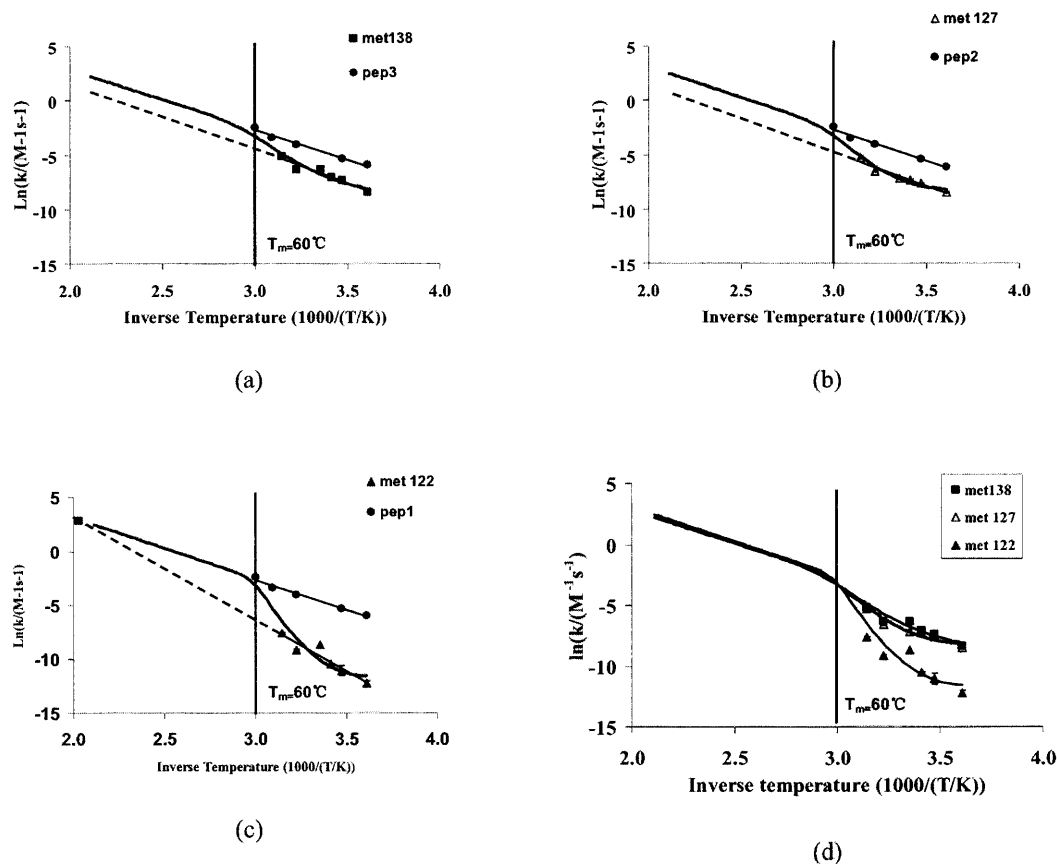 met138
pep3
5
0
-5
-10
-15
Ln(k/(M-1s-1)
Tm=60℃
2.0 2.5 3.0 3.5 4.0
Inverse Temperature (1000/(T/K))
(a)
met 127
pep2
5
0
-5
-10
-15
Ln(k/(M-1s-1)
Tm=60℃
2.0 2.5 3.0 3.5 4.0
Inverse Temperature (1000/(T/K))
(b)
met 122
pep1
5
0
-5
-10
-15
Ln(k/(M-1s-1)
Tm=60℃
2.0 2.5 3.0 3.5 4.0
Inverse Temperature (1000/(T/K))
(c)
met138
met 127
met 122
5
0
-5
-10
-15
ln(k/(M⁻¹s⁻¹)
Tm=60℃
2.0 2.5 3.0 3.5 4.0
Inverse temperature (1000/(T/K))
(d)